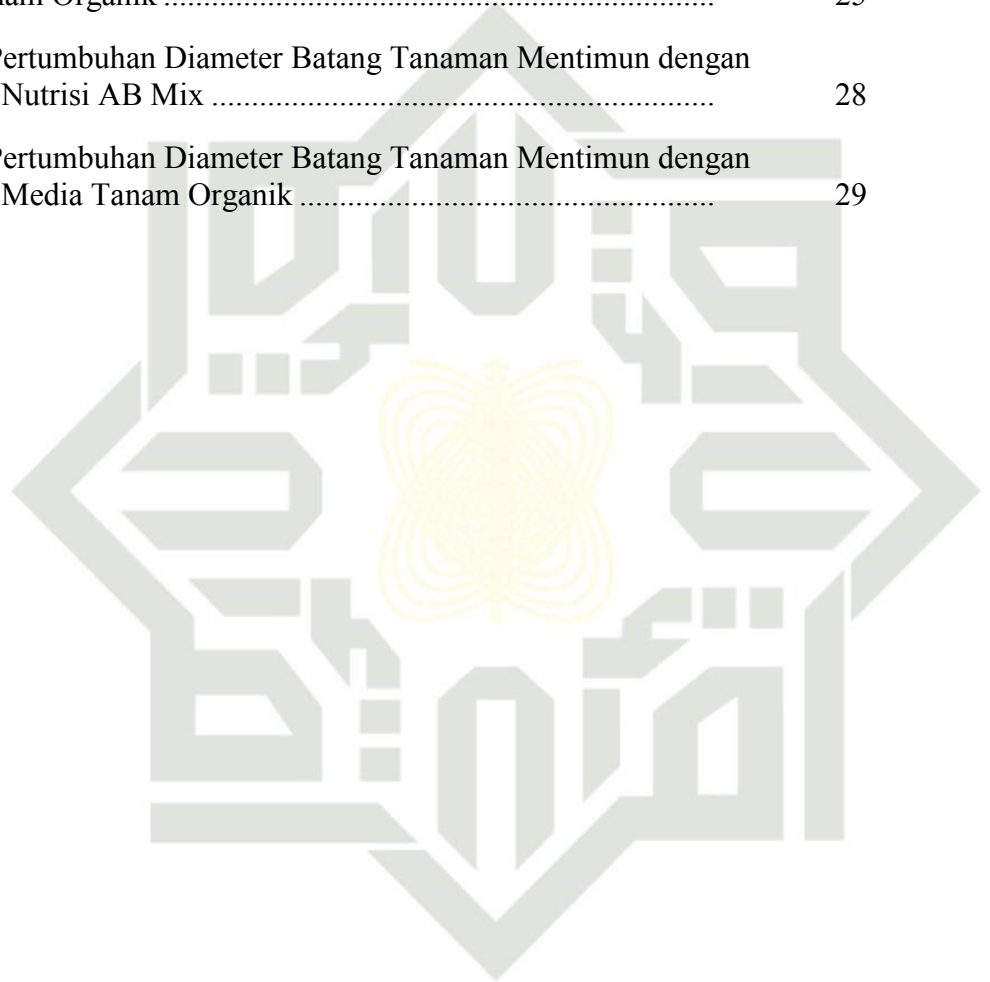 Organik ............................................................... 25
Pertumbuhan Diameter Batang Tanaman Mentimun dengan
Nutrisi AB Mix ............................................................... 28
Pertumbuhan Diameter Batang Tanaman Mentimun dengan
Media Tanam Organik .................................................... 29